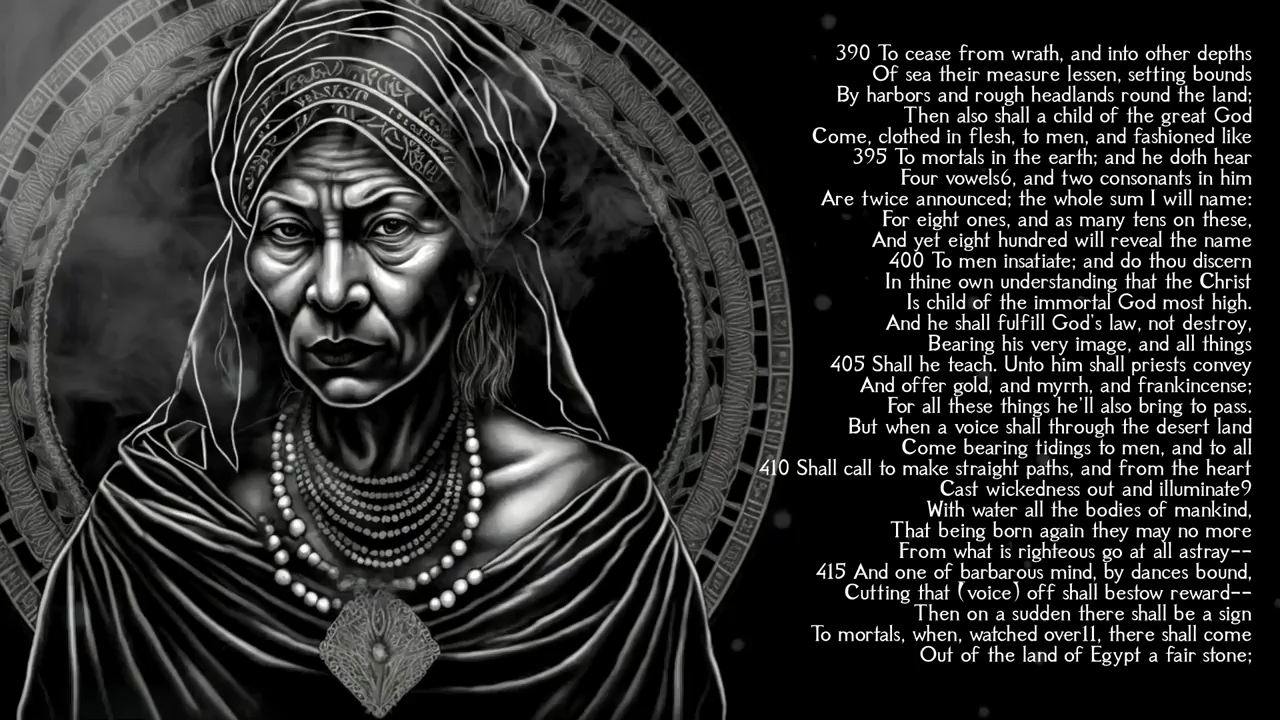 390 To cease from wrath, and into other depths
Of sea their measure lessen, setting bounds
By harbors and rough headlands round the land;
Then also shall a child of the great God
Come, clothed in flesh, to men, and fashioned like
395 To mortals in the earth; and he doth hear
Four vowels6, and two consonants in him
Are twice announced; the whole sum I will name:
For eight ones, and as many tens on these,
And yet eight hundred will reveal the name
400 To men insatiate; and do thou discern
In thine own understanding that the Christ
Is child of the immortal God most high.
And he shall fulfill God's law, not destroy,
Bearing his very image, and all things
405 Shall he teach. Unto him shall priests convey
And offer gold, and myrrh, and frankincense;
For all these things he'll also bring to pass.
But when a voice shall through the desert land
Come bearing tidings to men, and to all
410 Shall call to make straight paths, and from the heart
Cast wickedness out and illuminate9
With water all the bodies of mankind,
That being born again they may no more
From what is righteous go at all astray--
415 And one of barbarous mind, by dances bound,
Cutting that (voice) off shall bestow reward--
Then on a sudden there shall be a sign
To mortals, when, watched over11, there shall come
Out of the land of Egypt a fair stone;